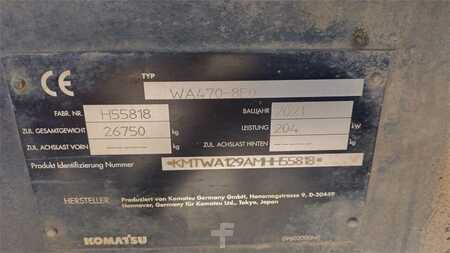 CE
TYP WA470-8E0
FABR. NR. H55818 BAUJAHR 2021
ZUL. GESAMTGEWICHT 26750 kg LEISTUNG 204 kW
ZUL. ACHSLAST VORN ----- kg ZUL. ACHSLAST HINTEN ----- kg
Produkt Identifizierung Nummer *KMTWA129AMHH55818*
HERSTELLER: Produziert von Komatsu Germany GmbH, Hanomagstrasse 9, D-30449
Hannover, Germany für Komatsu Ltd., Tokyo, Japan
KOMATSU